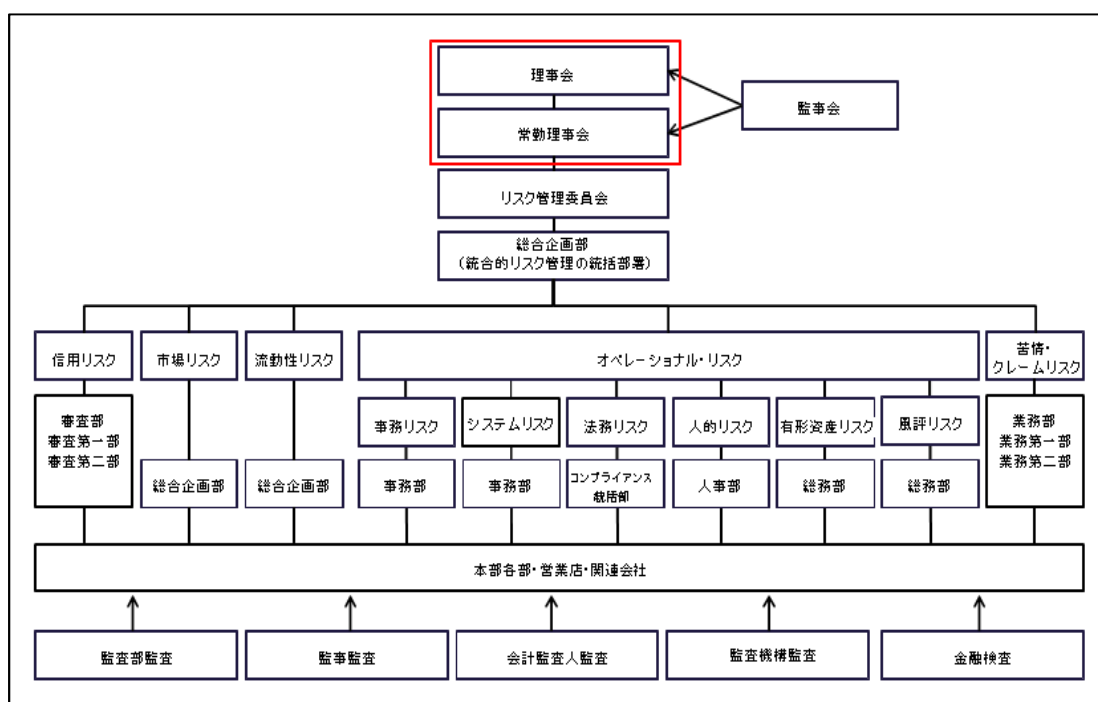 理事会
監事会
常勤理事会
リスク管理委員会
総合企画部
(統合的リスク管理の統括部署)
信用リスク
市場リスク
流動性リスク
オペレーショナル・リスク
苦情・
クレームリスク
審査部
審査第一部
審査第二部
事務リスク
システムリスク
法務リスク
人的リスク
有形資産リスク
風評リスク
業務部
業務第一部
業務第二部
総合企画部
総合企画部
事務部
事務部
コンプライアンス
統括部
人事部
総務部
総務部
本部各部・営業店・関連会社
監査部監査
監事監査
会計監査人監査
監査機構監査
金融検査